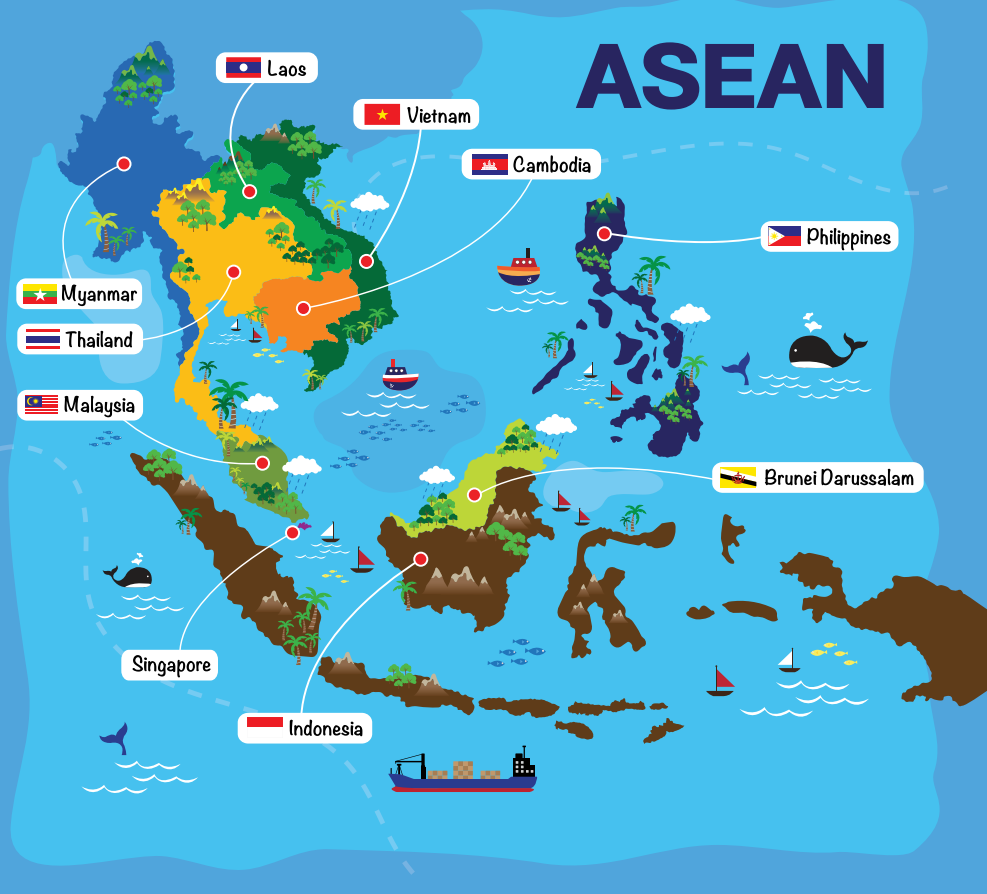 ASEAN
Laos
Vietnam
Cambodia
Philippines
Myanmar
Thailand
Malaysia
Brunei Darussalam
Singapore
Indonesia